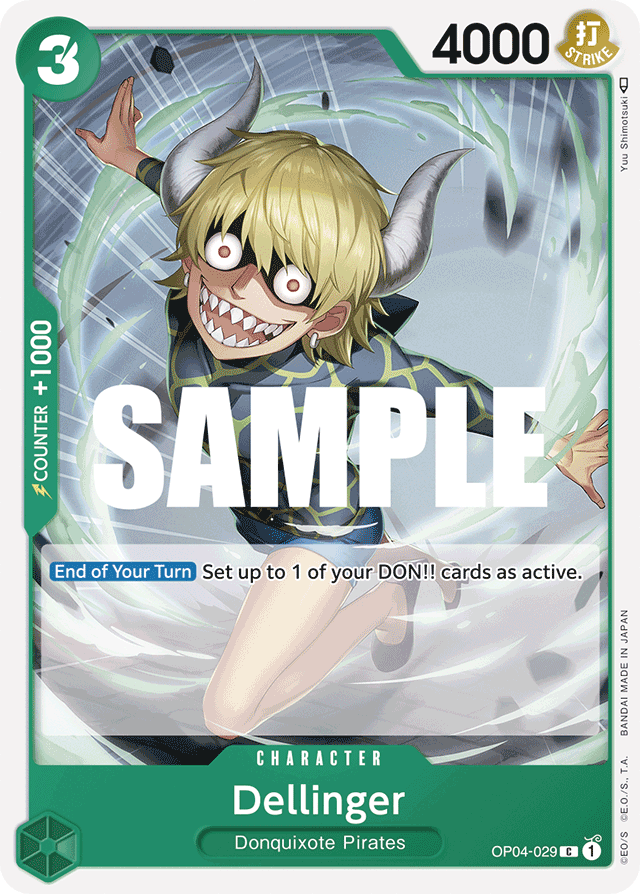 3
4000
打
STRIKE
Yuu Shimotsuki
COUNTER +1000
SAMPLE
End of Your Turn Set up to 1 of your DON!! cards as active.
BANDAI MADE IN JAPAN
©EO/S ©E.O./S., T.A.
CHARACTER
Dellinger
Donquixote Pirates
OP04-029 C 1